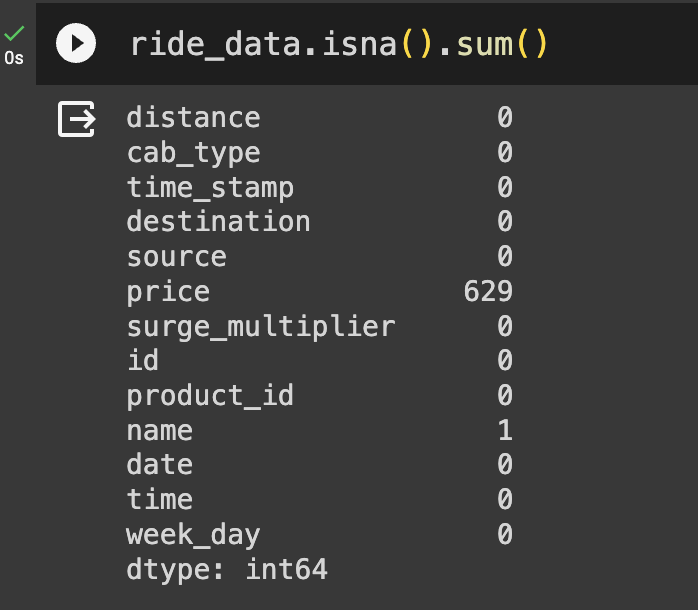 ride_data.isna().sum()
0s
distance 0
cab_type 0
time_stamp 0
destination 0
source 0
price 629
surge_multiplier 0
id 0
product_id 0
name 1
date 0
time 0
week_day 0
dtype: int64